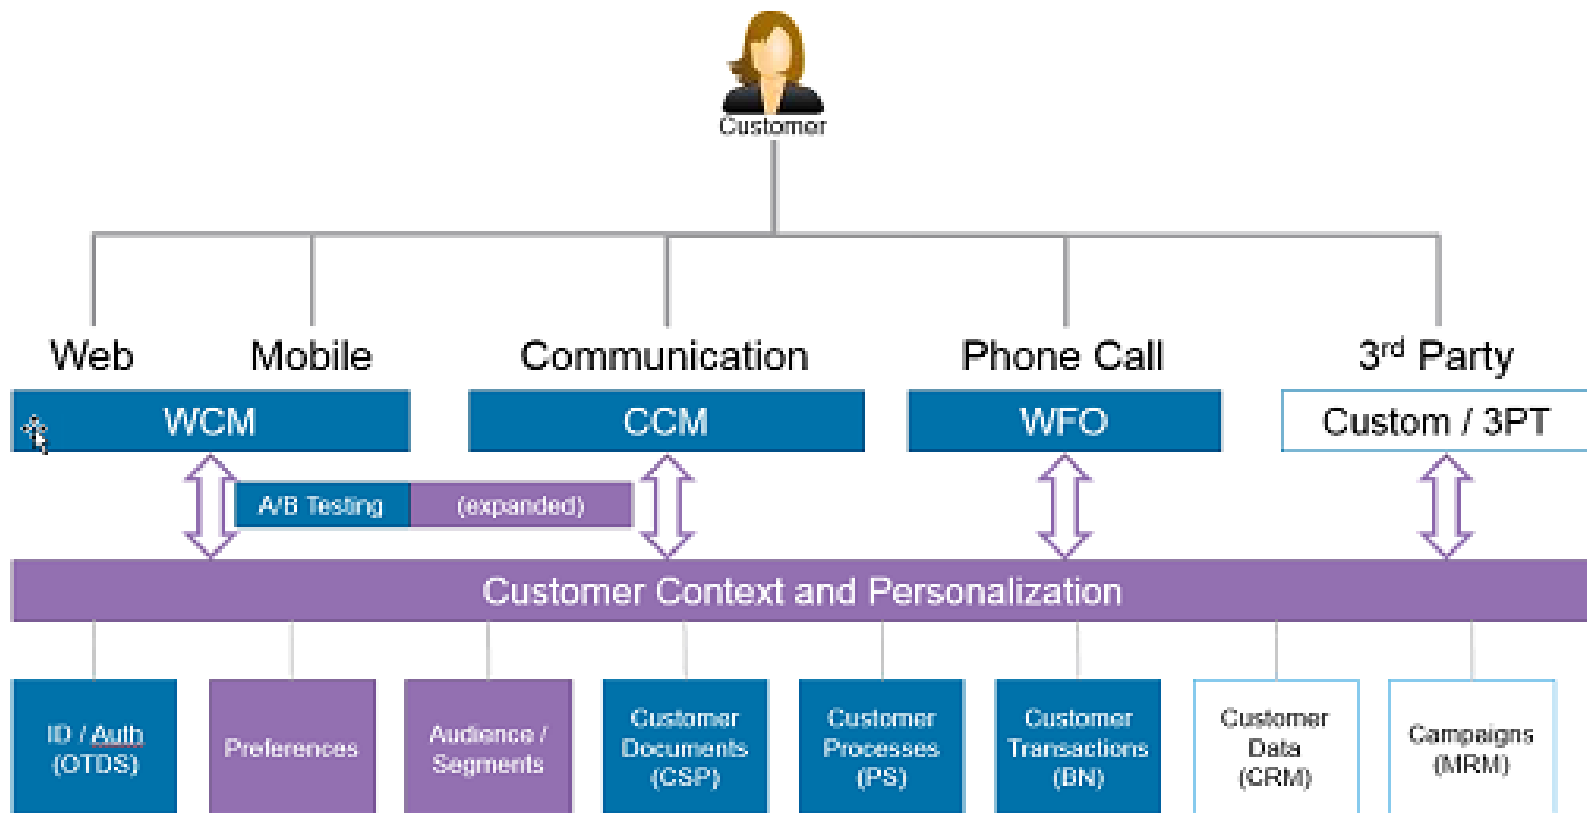 Customer
Web
Mobile
Communication
Phone Call
3rd Party
WCM
CCM
WFO
Custom / 3PT
A/B Testing
(expanded)
Customer Context and Personalization
ID / Auth
(OTDS)
Preferences
Audience /
Segments
Customer
Documents
(CSP)
Customer
Processes
(PS)
Customer
Transactions
(BN)
Customer
Data
(CRM)
Campaigns
(MRM)